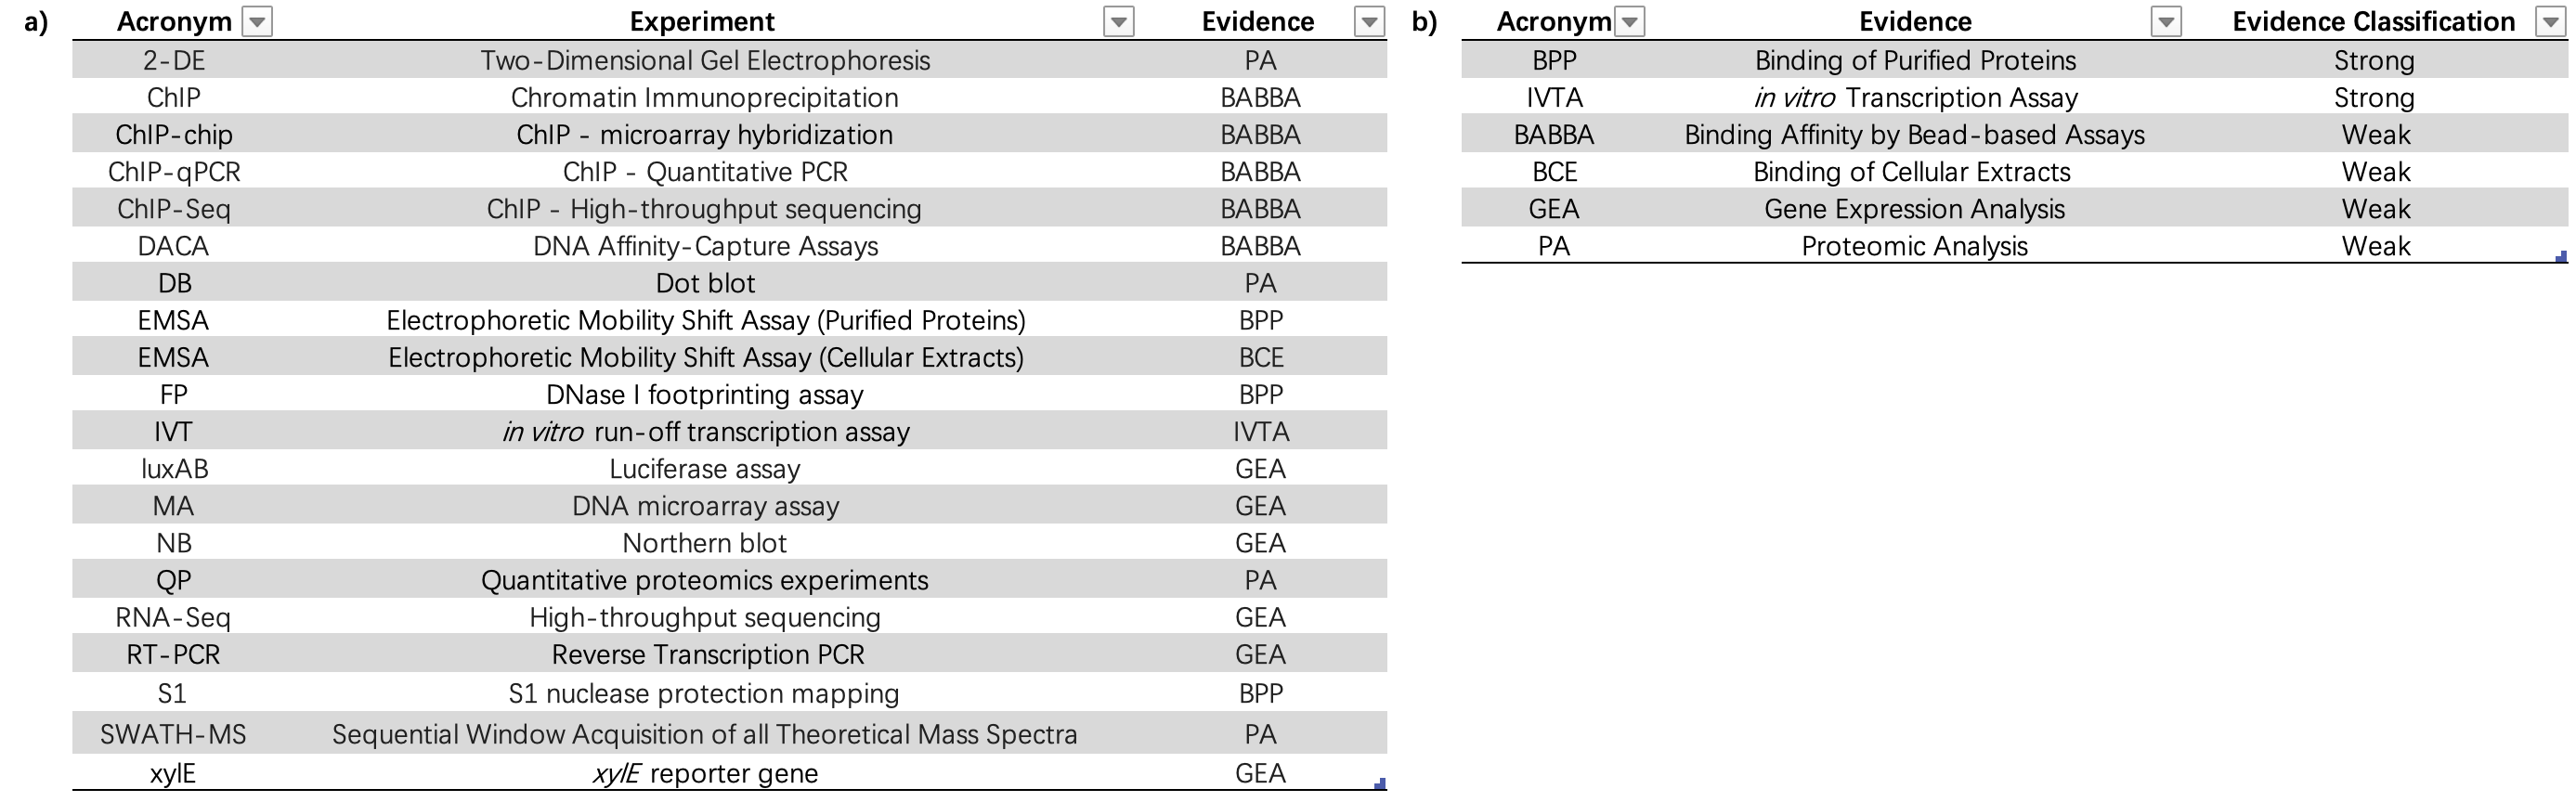 a) Acronym Experiment Evidence
2-DE Two-Dimensional Gel Electrophoresis PA
ChIP Chromatin Immunoprecipitation BABBA
ChIP-chip ChIP - microarray hybridization BABBA
ChIP-qPCR ChIP - Quantitative PCR BABBA
ChIP-Seq ChIP - High-throughput sequencing BABBA
DACA DNA Affinity-Capture Assays BABBA
DB Dot blot PA
EMSA Electrophoretic Mobility Shift Assay (Purified Proteins) BPP
EMSA Electrophoretic Mobility Shift Assay (Cellular Extracts) BCE
FP DNase I footprinting assay BPP
IVT in vitro run-off transcription assay IVTA
luxAB Luciferase assay GEA
MA DNA microarray assay GEA
NB Northern blot GEA
QP Quantitative proteomics experiments PA
RNA-Seq High-throughput sequencing GEA
RT-PCR Reverse Transcription PCR GEA
S1 S1 nuclease protection mapping BPP
SWATH-MS Sequential Window Acquisition of all Theoretical Mass Spectra PA
xylE xylE reporter gene GEA
b) Acronym Evidence Evidence Classification
BPP Binding of Purified Proteins Strong
IVTA in vitro Transcription Assay Strong
BABBA Binding Affinity by Bead-based Assays Weak
BCE Binding of Cellular Extracts Weak
GEA Gene Expression Analysis Weak
PA Proteomic Analysis Weak